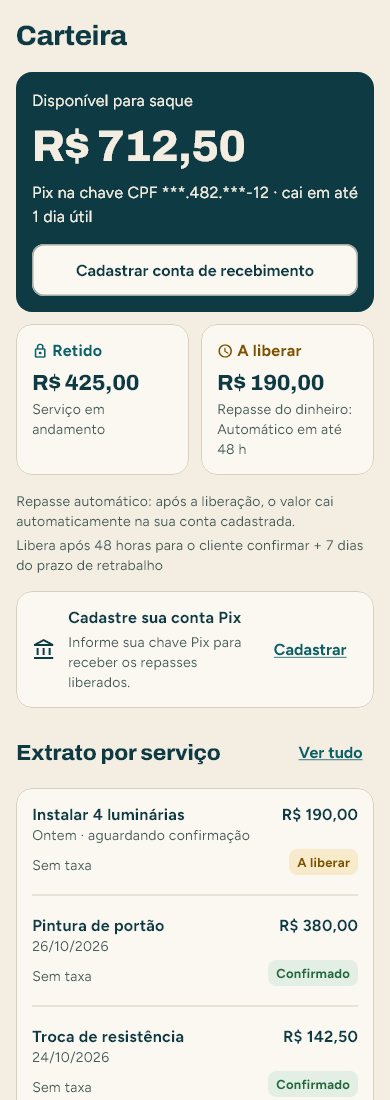 Carteira
Disponível para saque
R$ 712,50
Pix na chave CPF ***.482.***-12 · cai em até
1 dia útil
Cadastrar conta de recebimento
Retido
R$ 425,00
Serviço em
andamento
A liberar
R$ 190,00
Repasse do dinheiro:
Automático em até
48 h
Repasse automático: após a liberação, o valor cai
automaticamente na sua conta cadastrada.
Libera após 48 horas para o cliente confirmar + 7 dias
do prazo de retrabalho
Cadastre sua conta Pix
Informe sua chave Pix para
receber os repasses
liberados.
Cadastrar
Extrato por serviço
Ver tudo
Instalar 4 luminárias
R$ 190,00
Ontem · aguardando confirmação
Sem taxa
A liberar
Pintura de portão
R$ 380,00
26/10/2026
Sem taxa
Confirmado
Troca de resistência
R$ 142,50
24/10/2026
Sem taxa
Confirmado